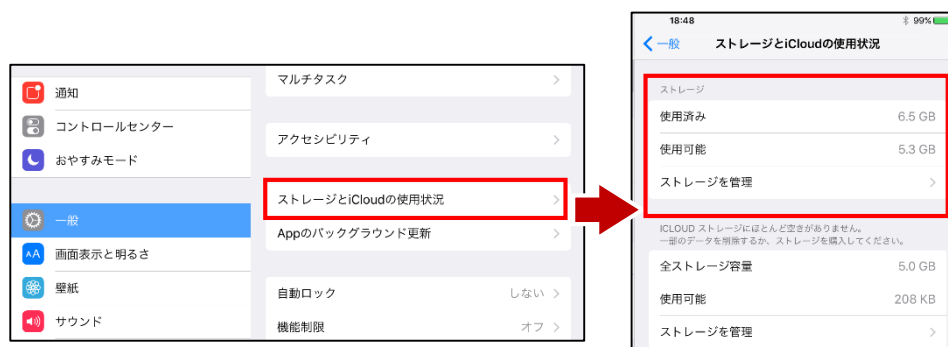 通知
コントロールセンター
おやすみモード
一般
画面表示と明るさ
壁紙
サウンド
マルチタスク
アクセシビリティ
ストレージとiCloudの使用状況
Appのバックグラウンド更新
自動ロック しない
機能制限 オフ
18:48 99%
一般 ストレージとiCloudの使用状況
ストレージ
使用済み 6.5 GB
使用可能 5.3 GB
ストレージを管理
ICLOUD ストレージにほとんど空きがありません。
一部のデータを削除するか、ストレージを購入してください。
全ストレージ容量 5.0 GB
使用可能 208 KB
ストレージを管理